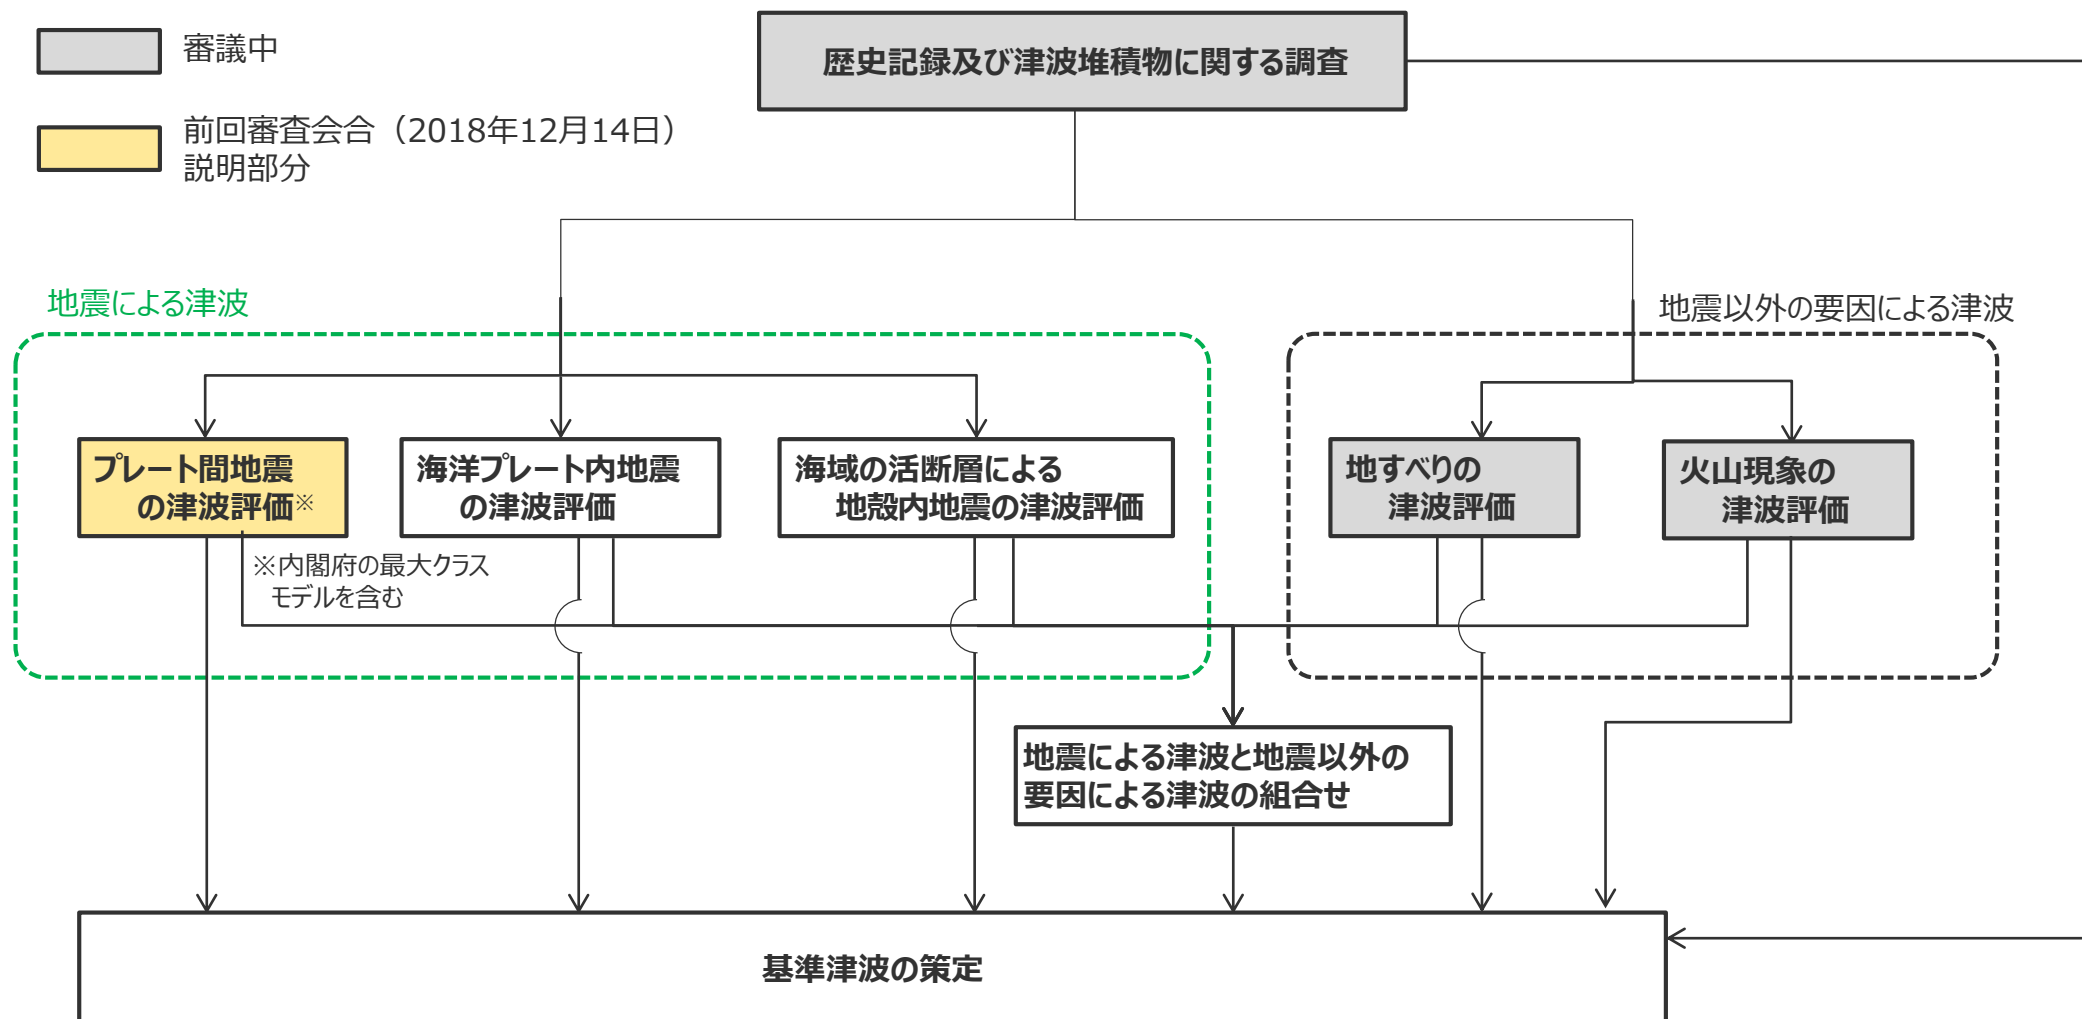 審議中
歴史記録及び津波堆積物に関する調査
前回審査会合（2018年12月14日）
説明部分
地震による津波
地震以外の要因による津波
プレート間地震
の津波評価※
海洋プレート内地震
の津波評価
海域の活断層による
地殻内地震の津波評価
地すべりの
津波評価
火山現象の
津波評価
※内閣府の最大クラス
モデルを含む
地震による津波と地震以外の
要因による津波の組合せ
基準津波の策定